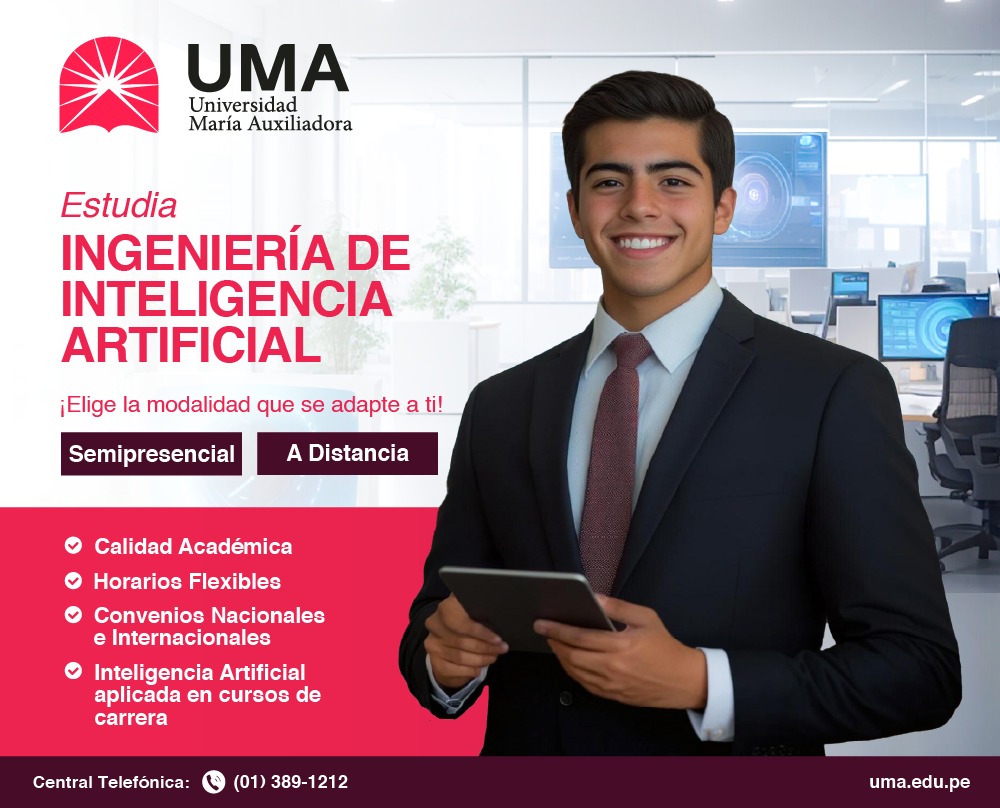 UMA
Universidad
María Auxiliadora
Estudia
INGENIERÍA DE
INTELIGENCIA
ARTIFICIAL
¡Elige la modalidad que se adapte a ti!
Semipresencial
A Distancia
Calidad Académica
Horarios Flexibles
Convenios Nacionales
e Internacionales
Inteligencia Artificial
aplicada en cursos de
carrera
Central Telefónica: (01) 389-1212
uma.edu.pe